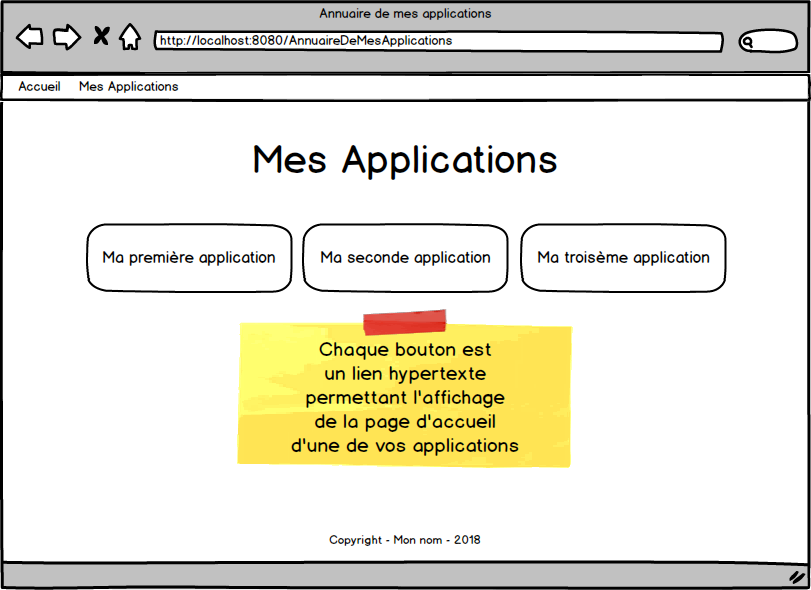 Annuaire de mes applications
http://localhost:8080/AnnuaireDeMesApplications
Accueil Mes Applications
Mes Applications
Ma première application
Ma seconde application
Ma troisème application
Chaque bouton est
un lien hypertexte
permettant l'affichage
de la page d'accueil
d'une de vos applications
Copyright - Mon nom - 2018